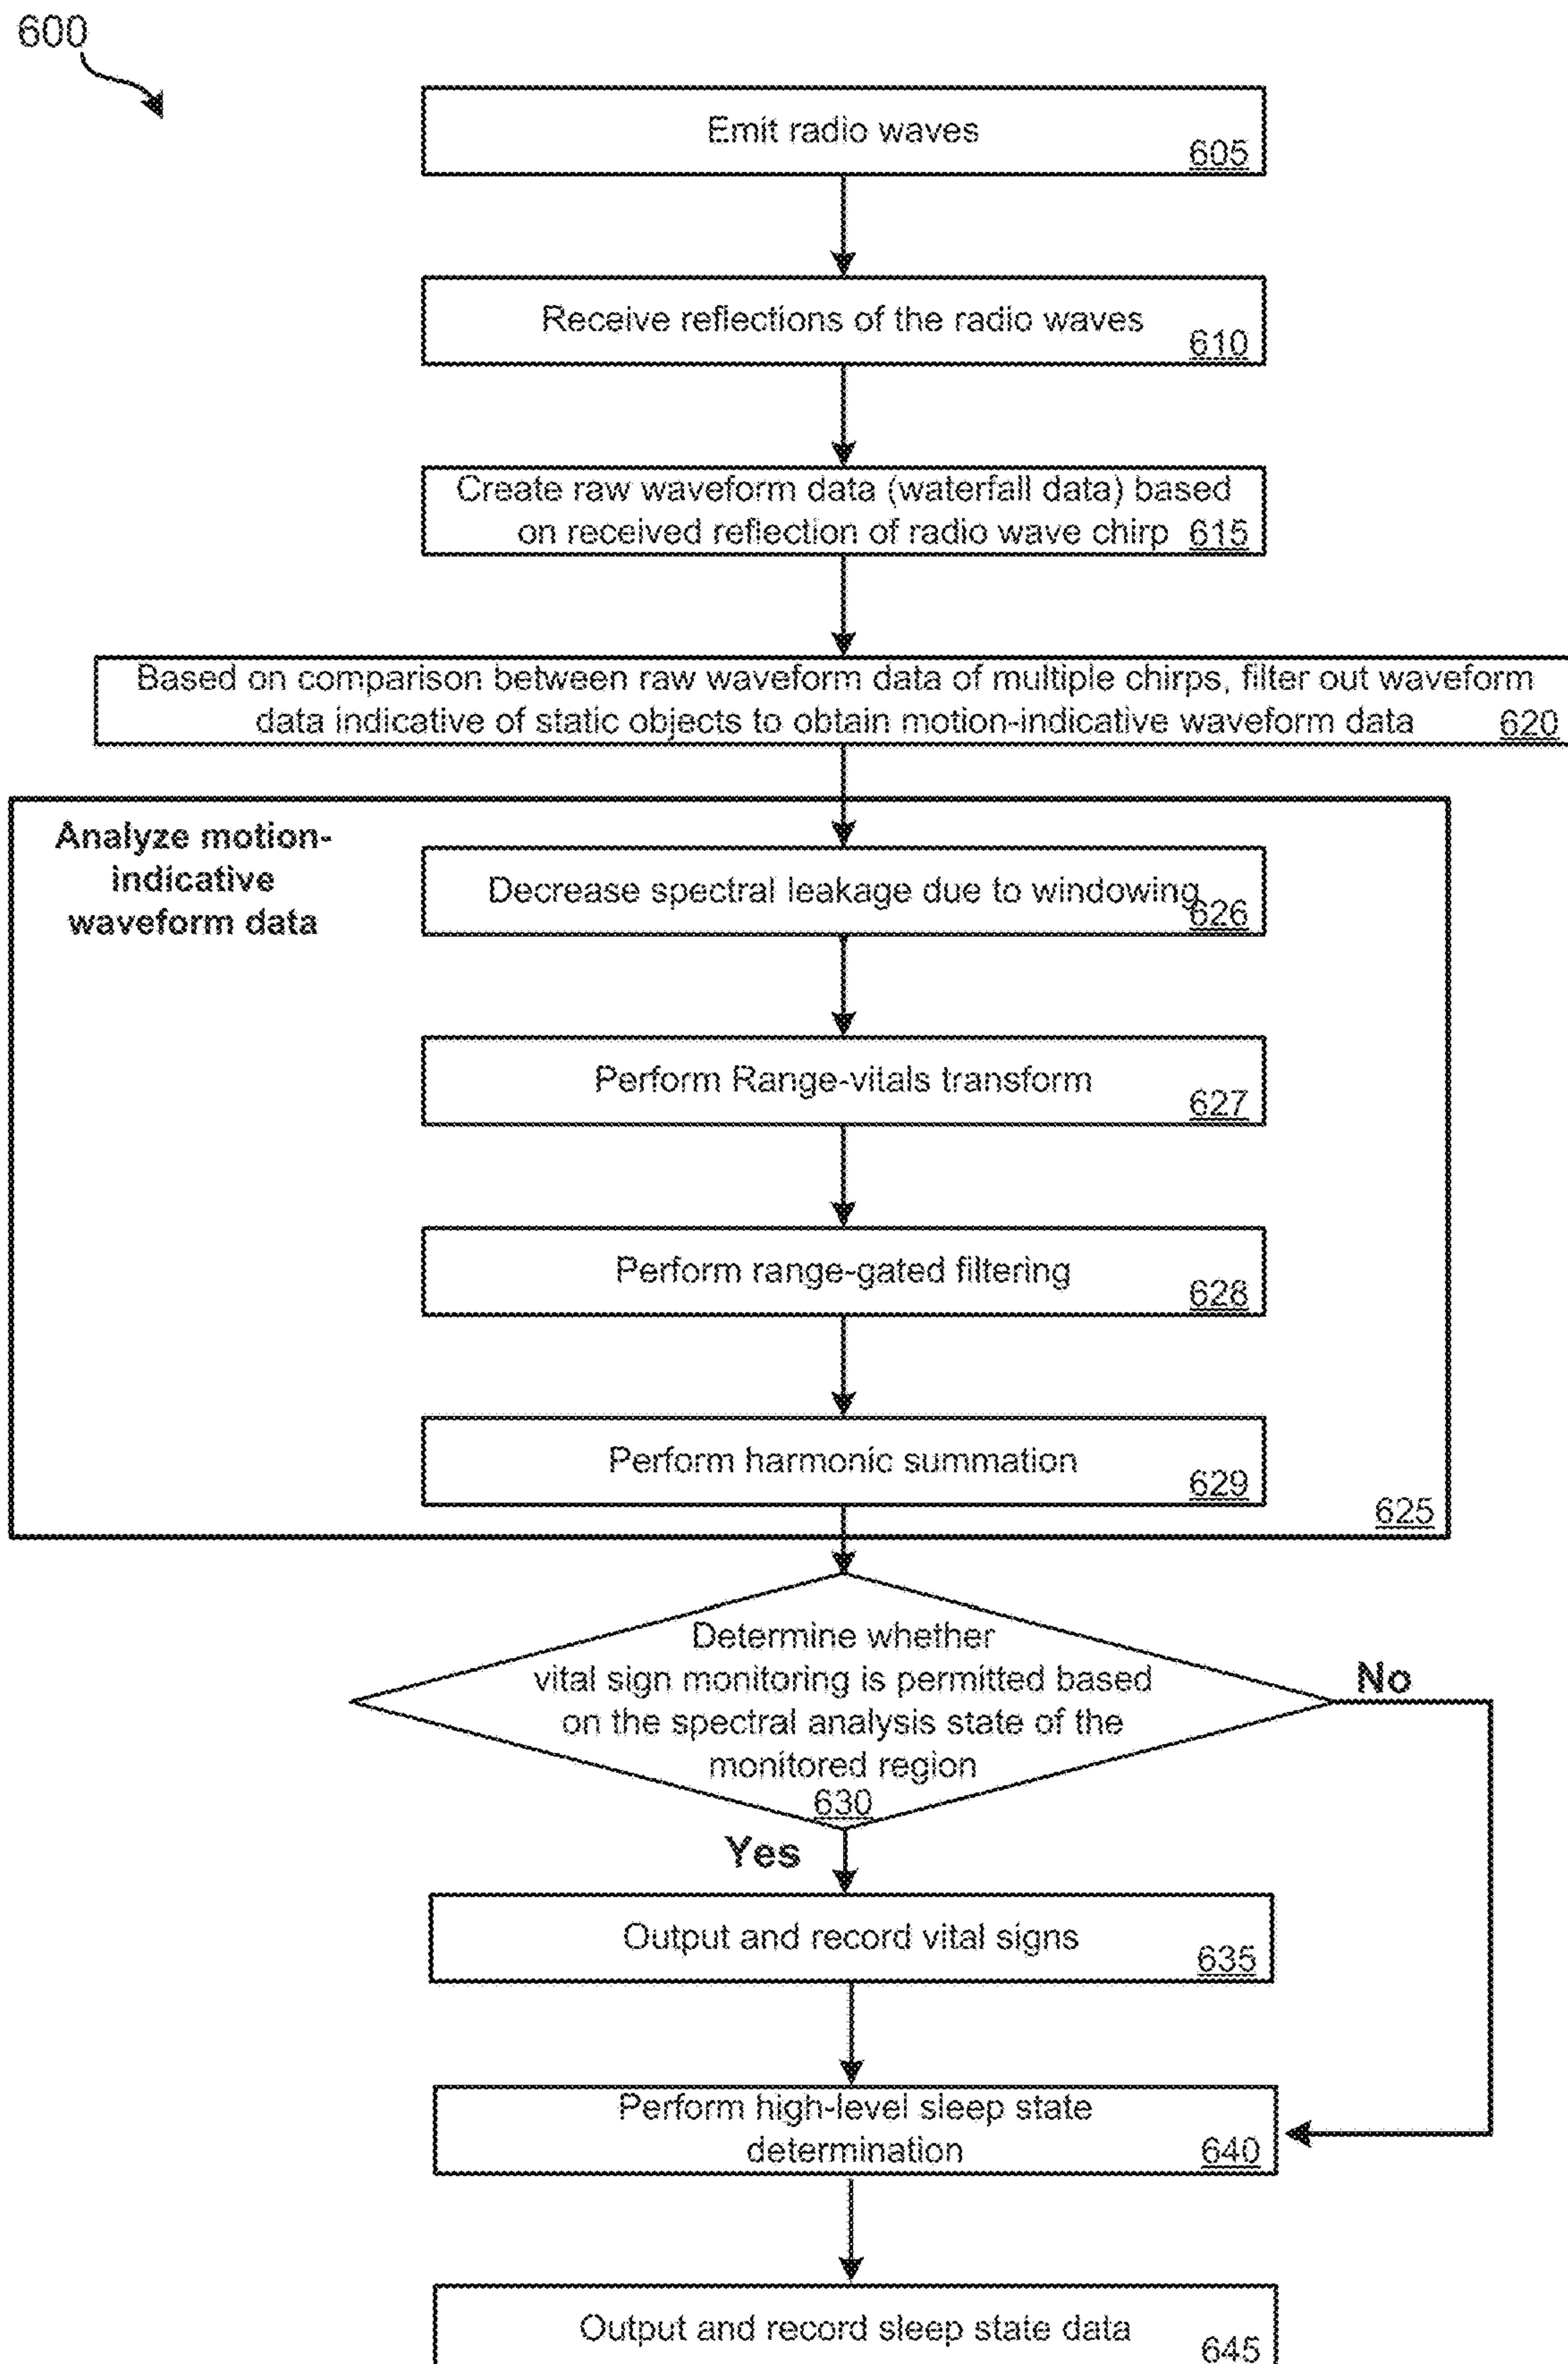 600
Emit radio waves
605
Receive reflections of the radio waves
610
Create raw waveform data (waterfall data) based
on received reflection of radio wave chirp 615
Based on comparison between raw waveform data of multiple chirps, filter out waveform
data indicative of static objects to obtain motion-indicative waveform data 620
Analyze motion-
indicative
waveform data
Decrease spectral leakage due to windowing
626
Perform Range-vitals transform
627
Perform range-gated filtering
628
Perform harmonic summation
629
625
Determine whether
vital sign monitoring is permitted based
on the spectral analysis state of the
monitored region
630
No
Yes
Output and record vital signs
635
Perform high-level sleep state
determination 640
Output and record sleep state data
645